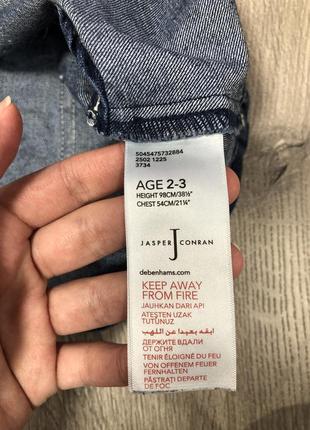 5045475732884
2502 1225
3734
AGE 2-3
HEIGHT 98CM/38½"
CHEST 54CM/21¼"
JASPER J CONRAN
debenhams.com
KEEP AWAY
FROM FIRE
JAUHKAN DARI API
ATEŞTEN UZAK
TUTUNUZ
ابقه بعيدا عن اللهب
ДЕРЖИТЕ ВДАЛИ
ОТ ОГНЯ
TENIR ÉLOIGNÉ DU FEU
VON OFFENEM FEUER
FERNHALTEN
PĂSTRAȚI DEPARTE
DE FOC